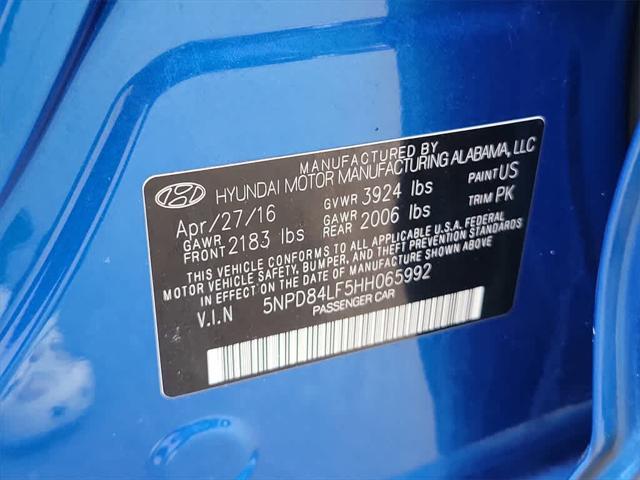 MANUFACTURED BY
HYUNDAI MOTOR MANUFACTURING ALABAMA, LLC
Apr/27/16 GVWR 3924 lbs PAINT US
GAWR FRONT 2183 lbs GAWR REAR 2006 lbs TRIM PK
THIS VEHICLE CONFORMS TO ALL APPLICABLE U.S.A. FEDERAL
MOTOR VEHICLE SAFETY, BUMPER, AND THEFT PREVENTION
STANDARDS IN EFFECT ON THE DATE OF MANUFACTURE SHOWN ABOVE.
V.I.N 5NPD84LF5HH065992
PASSENGER CAR